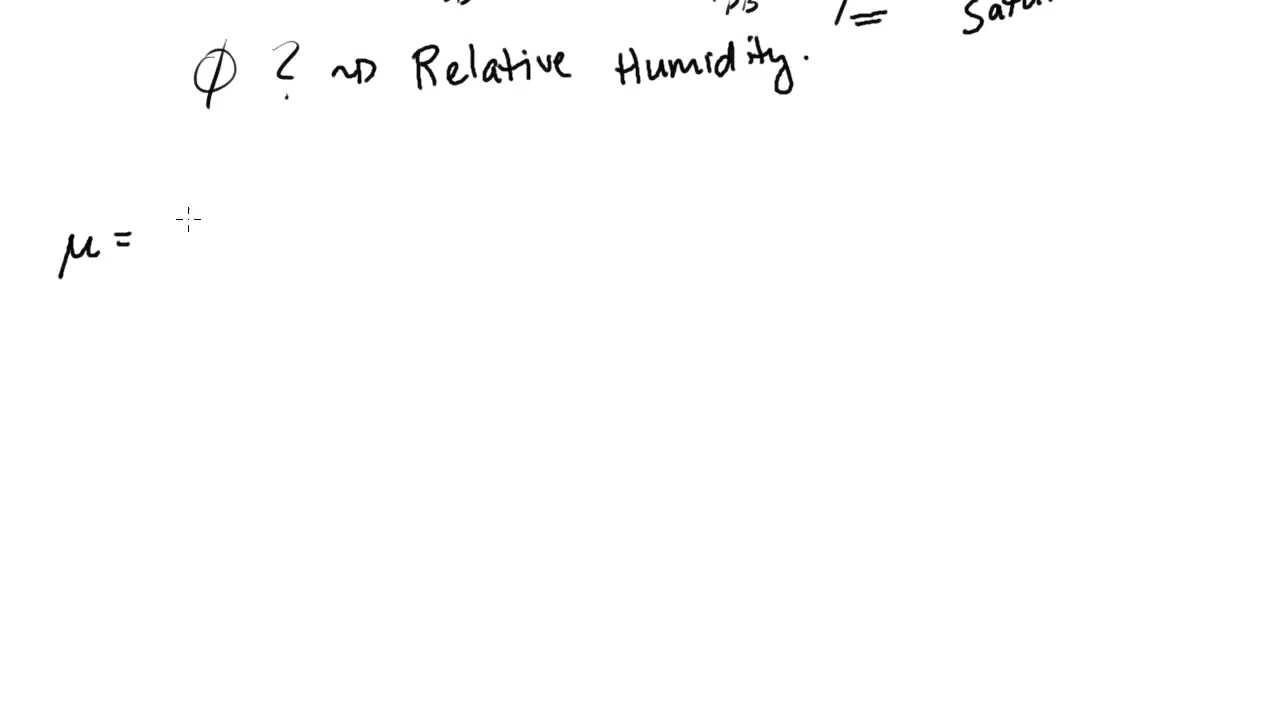 ϕ ? ⇝ Relative Humidity.
μ =